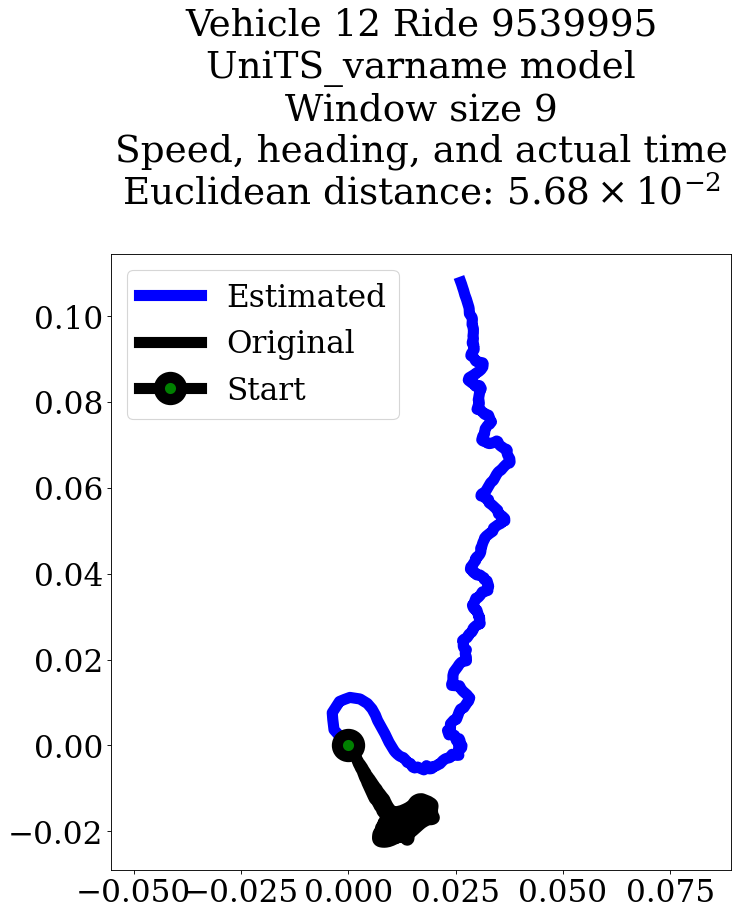 Vehicle 12 Ride 9539995
UniTS_varname model
Window size 9
Speed, heading, and actual time
Euclidean distance: 5.68 × 10⁻²
Estimated
Original
Start
0.10
0.08
0.06
0.04
0.02
0.00
−0.02
−0.050 −0.025 0.000 0.025 0.050 0.075